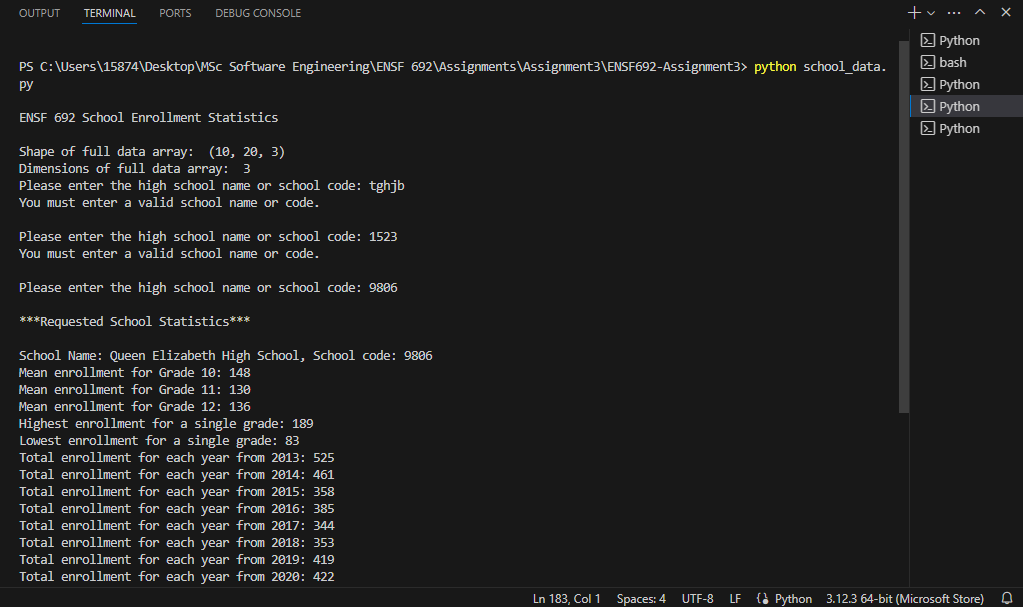 OUTPUT TERMINAL PORTS DEBUG CONSOLE
PS C:\Users\15874\Desktop\MSc Software Engineering\ENSF 692\Assignments\Assignment3\ENSF692-Assignment3> python school_data.
py
ENSF 692 School Enrollment Statistics
Shape of full data array:  (10, 20, 3)
Dimensions of full data array:  3
Please enter the high school name or school code: tghjb
You must enter a valid school name or code.
Please enter the high school name or school code: 1523
You must enter a valid school name or code.
Please enter the high school name or school code: 9806
***Requested School Statistics***
School Name: Queen Elizabeth High School, School code: 9806
Mean enrollment for Grade 10: 148
Mean enrollment for Grade 11: 130
Mean enrollment for Grade 12: 136
Highest enrollment for a single grade: 189
Lowest enrollment for a single grade: 83
Total enrollment for each year from 2013: 525
Total enrollment for each year from 2014: 461
Total enrollment for each year from 2015: 358
Total enrollment for each year from 2016: 385
Total enrollment for each year from 2017: 344
Total enrollment for each year from 2018: 353
Total enrollment for each year from 2019: 419
Total enrollment for each year from 2020: 422
Python
bash
Python
Python
Python
Ln 183, Col 1 Spaces: 4 UTF-8 LF Python 3.12.3 64-bit (Microsoft Store)